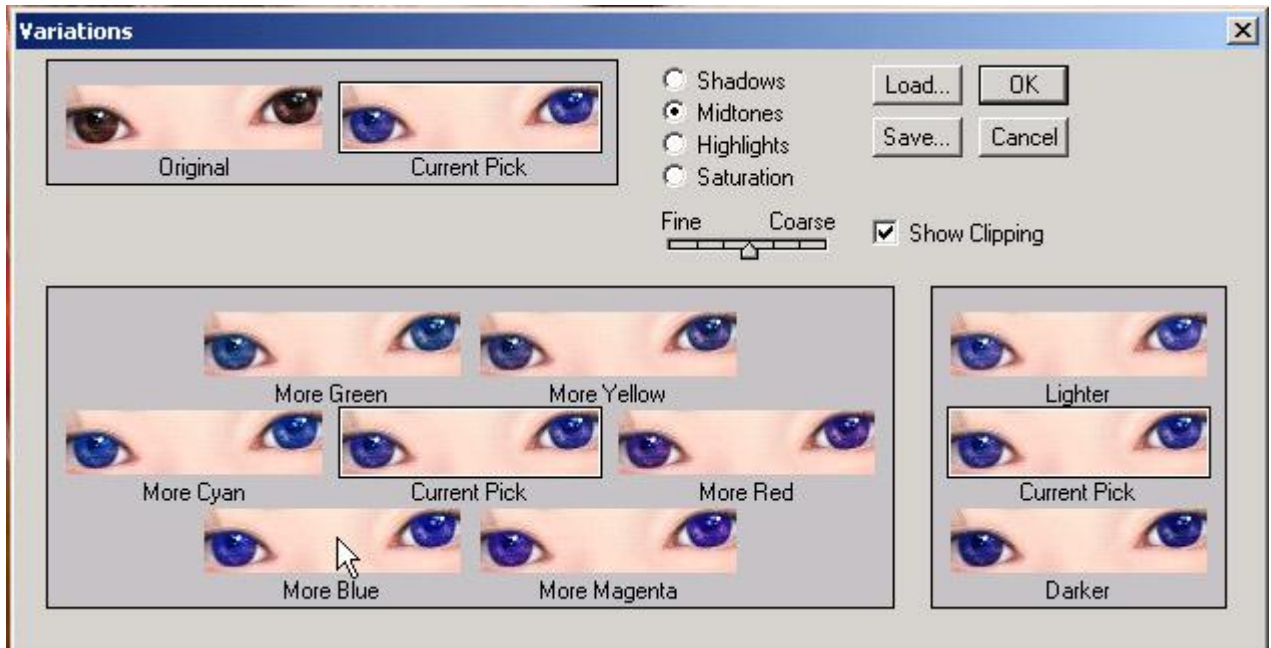 Variations
Original
Current Pick
Shadows
Midtones
Highlights
Saturation
Fine Coarse
Load... OK
Save... Cancel
Show Clipping
More Green More Yellow
More Cyan Current Pick More Red
More Blue More Magenta
Lighter
Current Pick
Darker